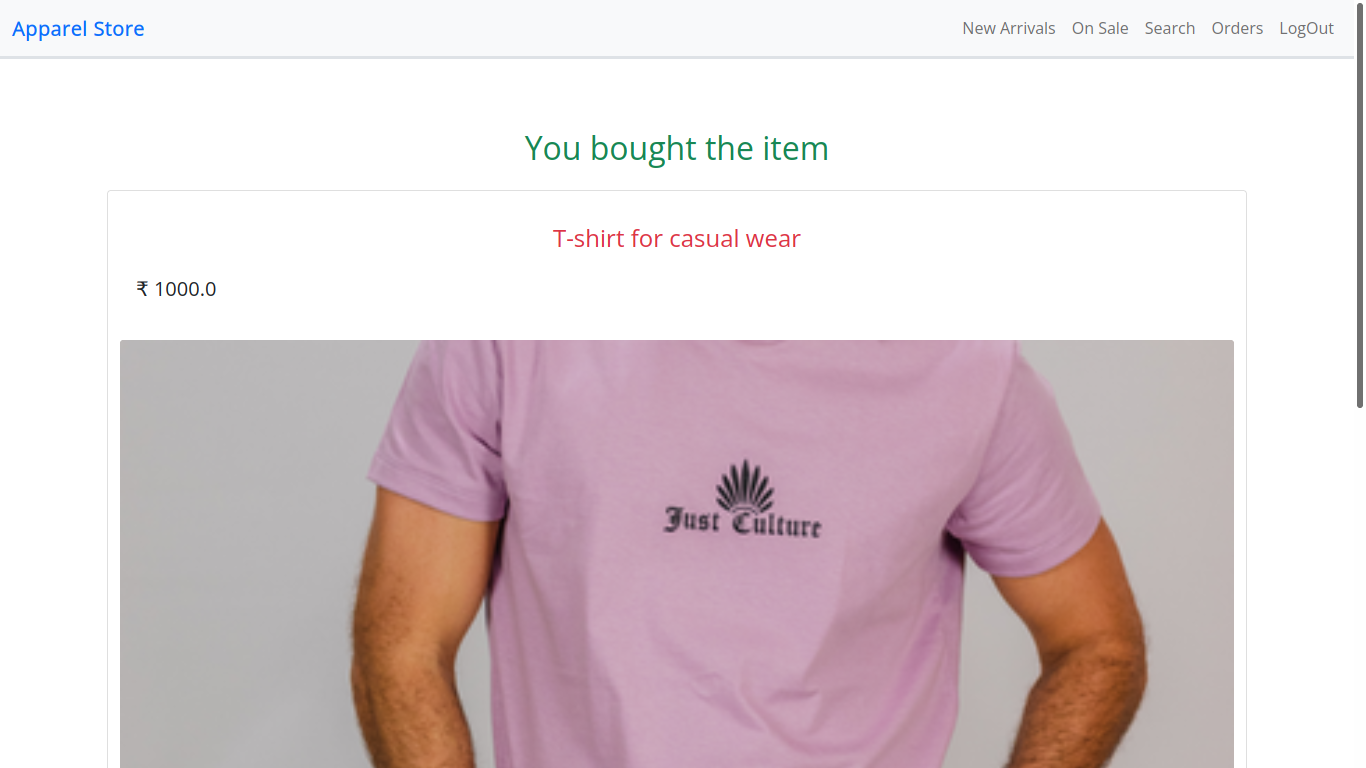 Apparel Store
New Arrivals On Sale Search Orders LogOut
You bought the item
T-shirt for casual wear
₹ 1000.0
Just Culture